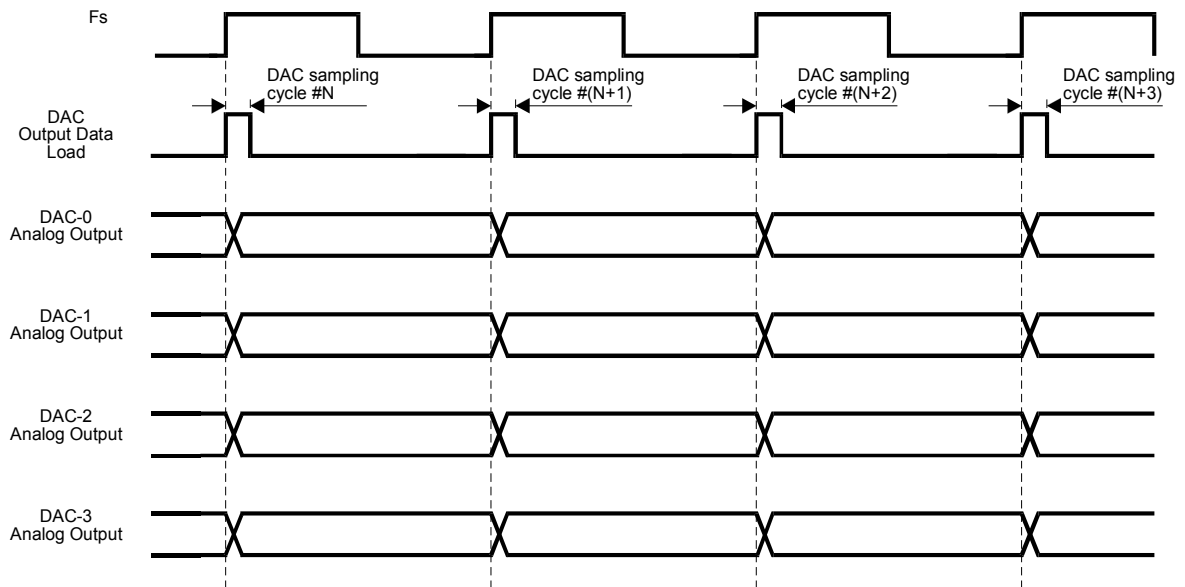 Fs
DAC sampling
cycle #N
DAC sampling
cycle #(N+1)
DAC sampling
cycle #(N+2)
DAC sampling
cycle #(N+3)
DAC
Output Data
Load
DAC-0
Analog Output
DAC-1
Analog Output
DAC-2
Analog Output
DAC-3
Analog Output